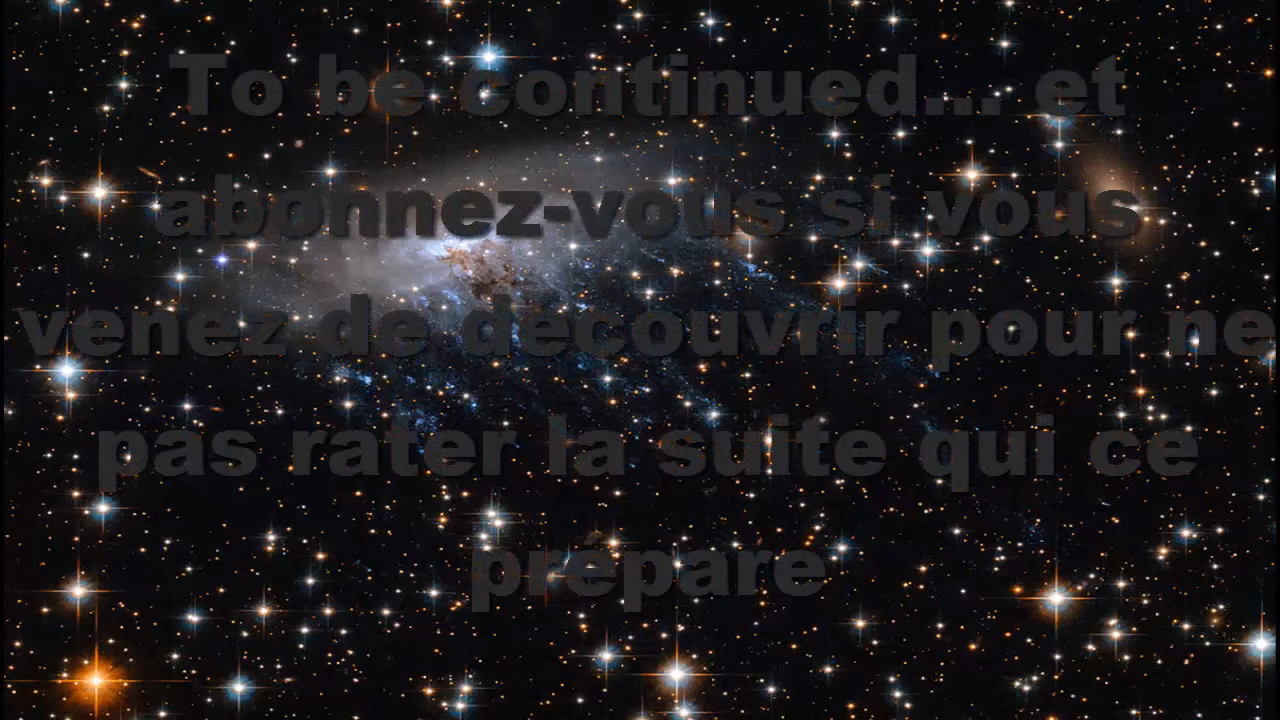 To be continued... et
abonnez-vous si vous
venez de decouvrir pour ne
pas rater la suite qui ce
prépare